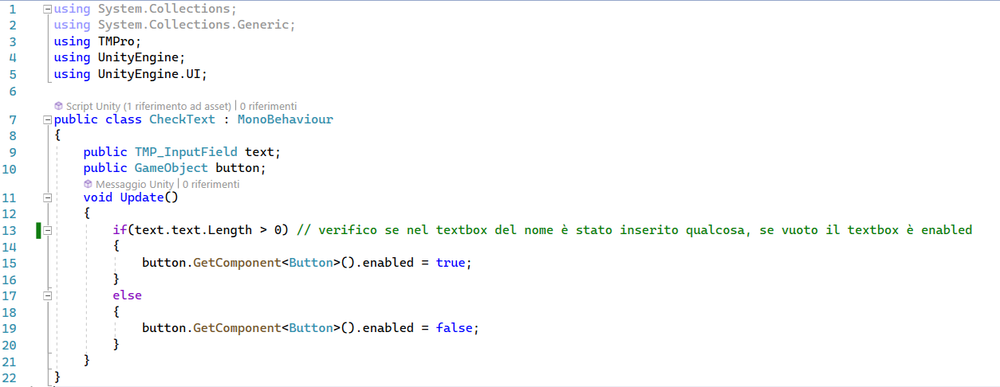 1 using System.Collections;
2 using System.Collections.Generic;
3 using TMPro;
4 using UnityEngine;
5 using UnityEngine.UI;
6
Script Unity (1 riferimento ad asset) | 0 riferimenti
7 public class CheckText : MonoBehaviour
8 {
9 public TMP_InputField text;
10 public GameObject button;
Messaggio Unity | 0 riferimenti
11 void Update()
12 {
13 if(text.text.Length > 0) // verifico se nel textbox del nome è stato inserito qualcosa, se vuoto il textbox è enabled
14 {
15 button.GetComponent<Button>().enabled = true;
16 }
17 else
18 {
19 button.GetComponent<Button>().enabled = false;
20 }
21 }
22 }